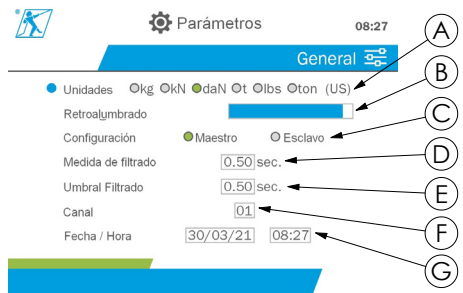 Parámetros 08:27
General
Unidades kg kN daN t lbs ton (US)
Retroalumbrado
Configuración Maestro Esclavo
Medida de filtrado 0.50 sec.
Umbral Filtrado 0.50 sec.
Canal 01
Fecha / Hora 30/03/21 08:27
A
B
C
D
E
F
G